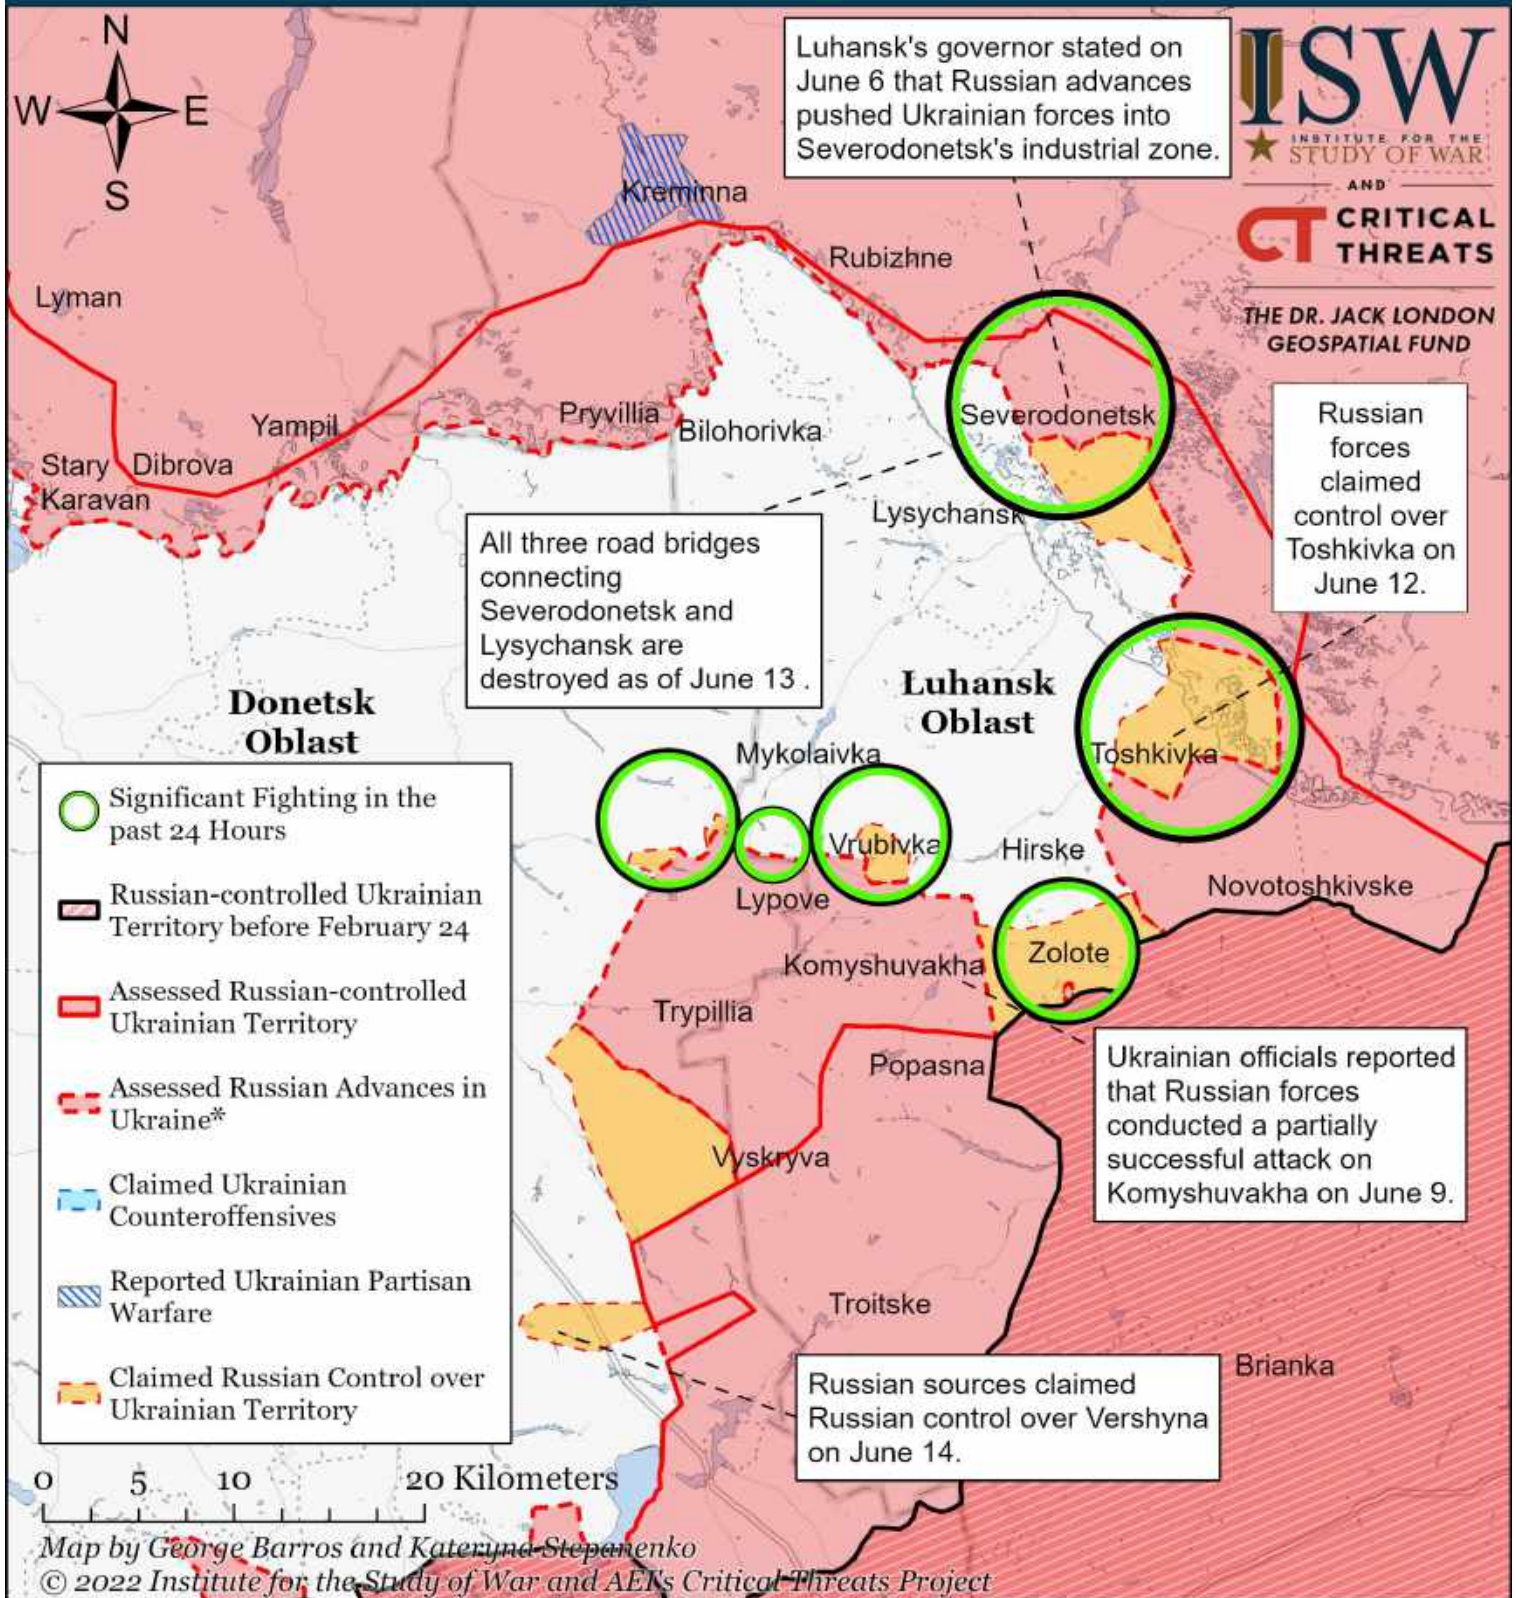 N
W
E
S
Luhansk's governor stated on
June 6 that Russian advances
pushed Ukrainian forces into
Severodonetsk's industrial zone.
ISW
INSTITUTE FOR THE
STUDY OF WAR
AND
CT CRITICAL
THREATS
THE DR. JACK LONDON
GEOSPATIAL FUND
Kreminna
Rubizhne
Lyman
Severodonetsk
Russian
forces
claimed
control over
Toshkivka on
June 12.
Yampil
Pryvillia
Bilohorivka
Stary
Karavan
Dibrova
Lysychansk
All three road bridges
connecting
Severodonetsk and
Lysychansk are
destroyed as of June 13 .
Donetsk
Oblast
Luhansk
Oblast
Mykolaivka
Toshkivka
Vrubivka
Hirske
Lypove
Novotoshkivske
Komyshuvakha
Zolote
Trypillia
Popasna
Ukrainian officials reported
that Russian forces
conducted a partially
successful attack on
Komyshuvakha on June 9.
Vyskryva
Troitske
Brianka
Russian sources claimed
Russian control over Vershyna
on June 14.
Significant Fighting in the
past 24 Hours
Russian-controlled Ukrainian
Territory before February 24
Assessed Russian-controlled
Ukrainian Territory
Assessed Russian Advances in
Ukraine*
Claimed Ukrainian
Counteroffensives
Reported Ukrainian Partisan
Warfare
Claimed Russian Control over
Ukrainian Territory
0 5 10 20 Kilometers
Map by George Barros and Kateryna Stepanenko
© 2022 Institute for the Study of War and AEI's Critical Threats Project